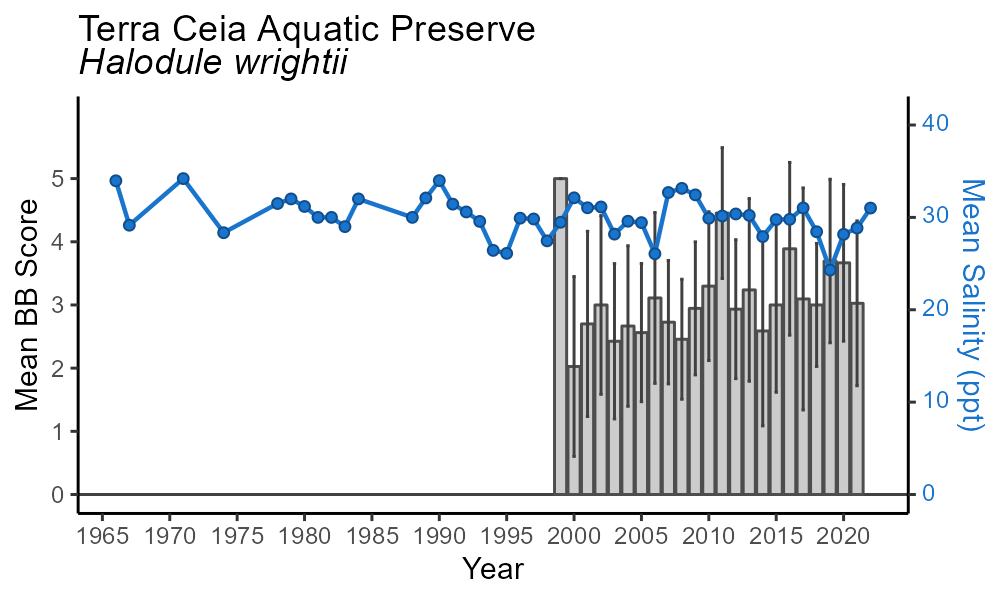 Terra Ceia Aquatic Preserve
Halodule wrightii
Mean BB Score
5
4
3
2
1
0
40
30
20
10
0
Mean Salinity (ppt)
1965 1970 1975 1980 1985 1990 1995 2000 2005 2010 2015 2020
Year